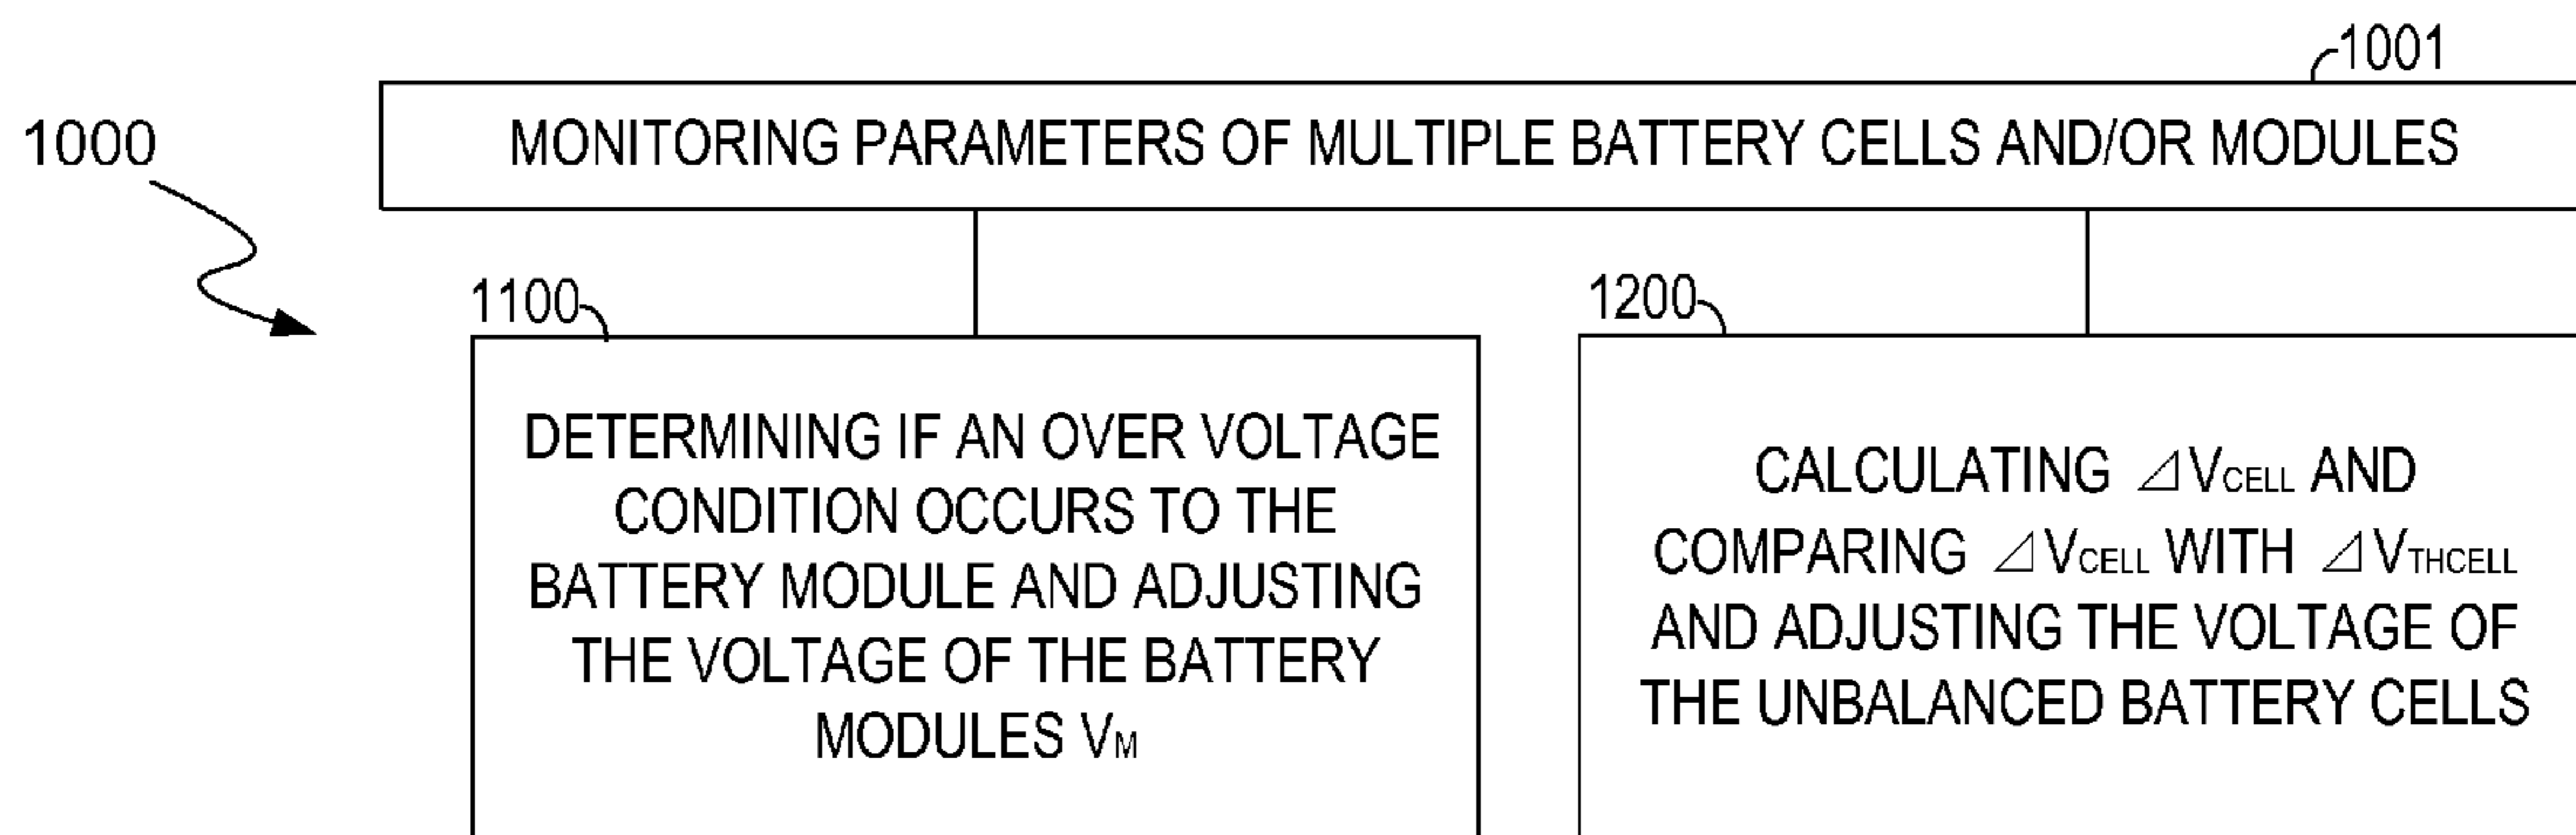 1001
1000
MONITORING PARAMETERS OF MULTIPLE BATTERY CELLS AND/OR MODULES
1100
DETERMINING IF AN OVER VOLTAGE
CONDITION OCCURS TO THE
BATTERY MODULE AND ADJUSTING
THE VOLTAGE OF THE BATTERY
MODULES VM
1200
CALCULATING ⊿VCELL AND
COMPARING ⊿VCELL WITH ⊿VTHCELL
AND ADJUSTING THE VOLTAGE OF
THE UNBALANCED BATTERY CELLS